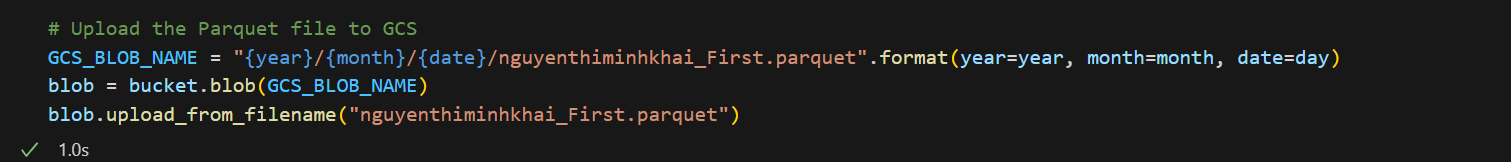 # Upload the Parquet file to GCS
GCS_BLOB_NAME = "{year}/{month}/{date}/nguyenthiminhkhai_First.parquet".format(year=year, month=month, date=day)
blob = bucket.blob(GCS_BLOB_NAME)
blob.upload_from_filename("nguyenthiminhkhai_First.parquet")
✓ 1.0s